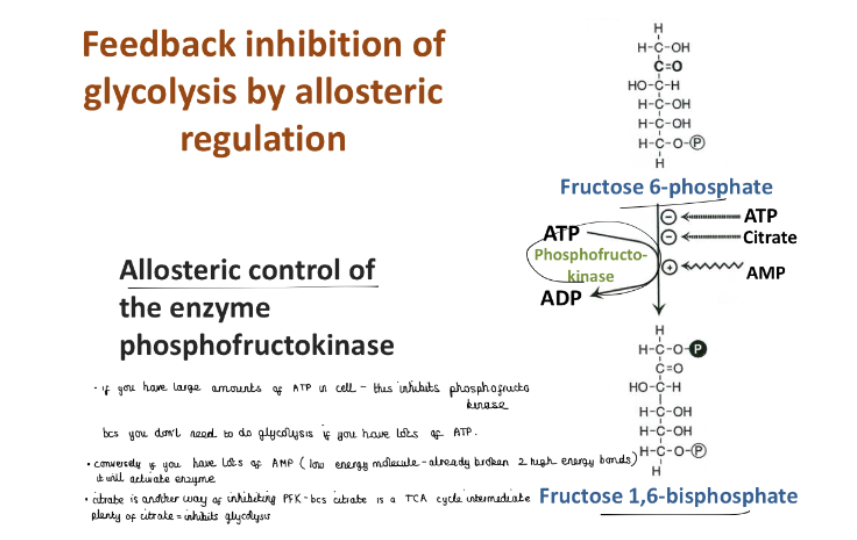 Feedback inhibition of
glycolysis by allosteric
regulation
H
H-C-OH
C=O
HO-C-H
H-C-OH
H-C-OH
H-C-O-P
H
Fructose 6-phosphate
- ATP
- Citrate
+ AMP
ATP
Phosphofructo-
kinase
ADP
Allosteric control of
the enzyme
phosphofructokinase
H
H-C-O-P
C=O
HO-C-H
H-C-OH
H-C-OH
H-C-O-P
H
Fructose 1,6-bisphosphate
• if you have large amounts of ATP in cell - this inhibits phosphofructo
kinase
bcs you don't need to do glycolysis if you have lots of ATP.
• conversely if you have lots of AMP (low energy molecule - already broken 2 high energy bonds)
it will activate enzyme
• citrate is another way of inhibiting PFK - bcs citrate is a TCA cycle intermediate
plenty of citrate = inhibits glycolysis